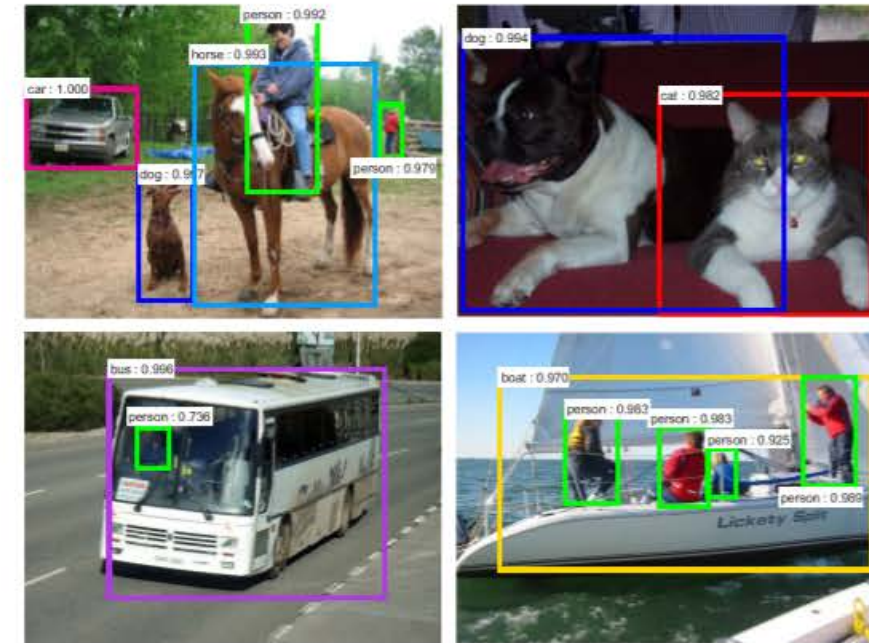 person : 0.992
horse : 0.993
car : 1.000
person : 0.979
dog : 0.997
dog : 0.994
cat : 0.982
bus : 0.996
person : 0.736
boat : 0.970
person : 0.983
person : 0.983
person : 0.925
person : 0.989
Lickety Split